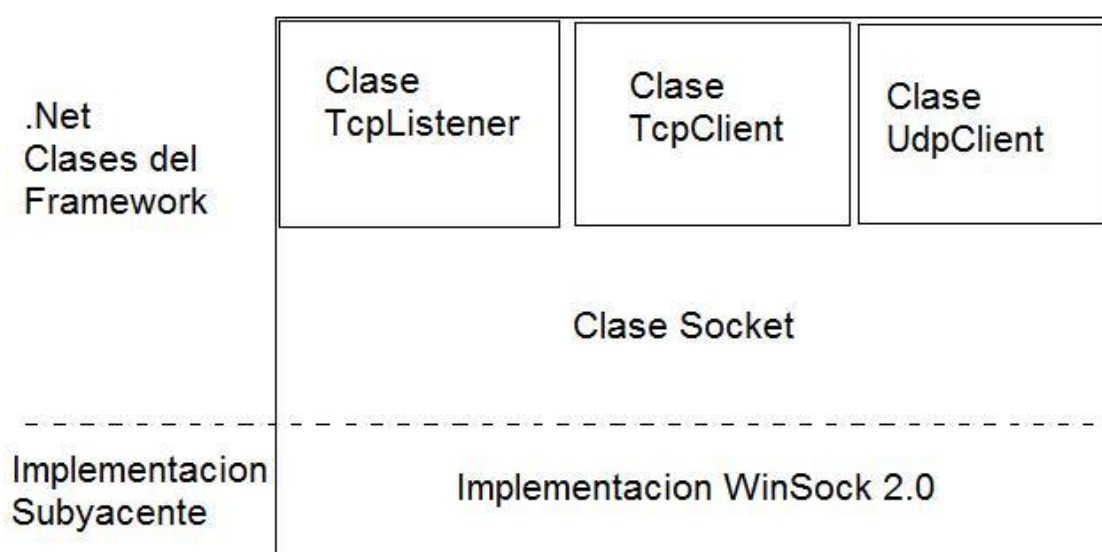 .Net
Clases del
Framework
Clase
TcpListener
Clase
TcpClient
Clase
UdpClient
Clase Socket
Implementacion
Subyacente
Implementacion WinSock 2.0